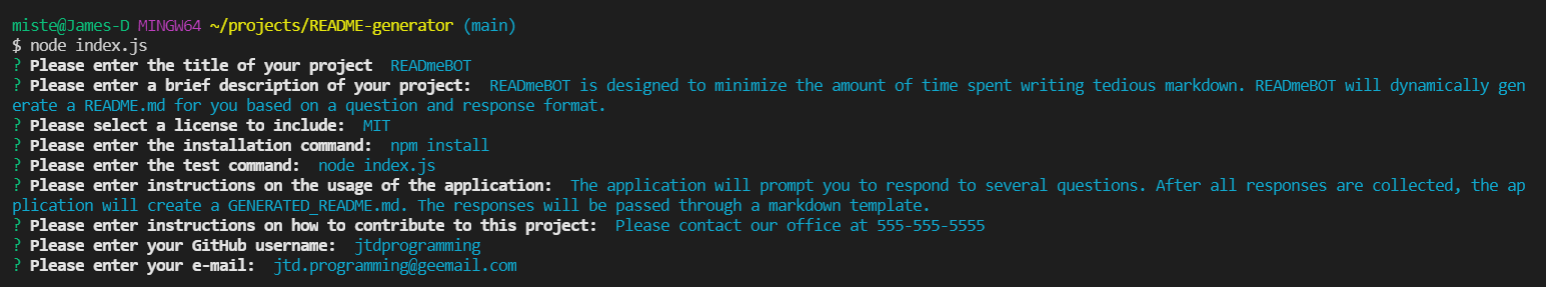 miste@James-D MINGW64 ~/projects/README-generator (main)
$ node index.js
? Please enter the title of your project  READmeBOT
? Please enter a brief description of your project:  READmeBOT is designed to minimize the amount of time spent writing tedious markdown. READmeBOT will dynamically gen
erate a README.md for you based on a question and response format.
? Please select a license to include:  MIT
? Please enter the installation command:  npm install
? Please enter the test command:  node index.js
? Please enter instructions on the usage of the application:  The application will prompt you to respond to several questions. After all responses are collected, the ap
plication will create a GENERATED_README.md. The responses will be passed through a markdown template.
? Please enter instructions on how to contribute to this project:  Please contact our office at 555-555-5555
? Please enter your GitHub username:  jtdprogramming
? Please enter your e-mail:  jtd.programming@geemail.com